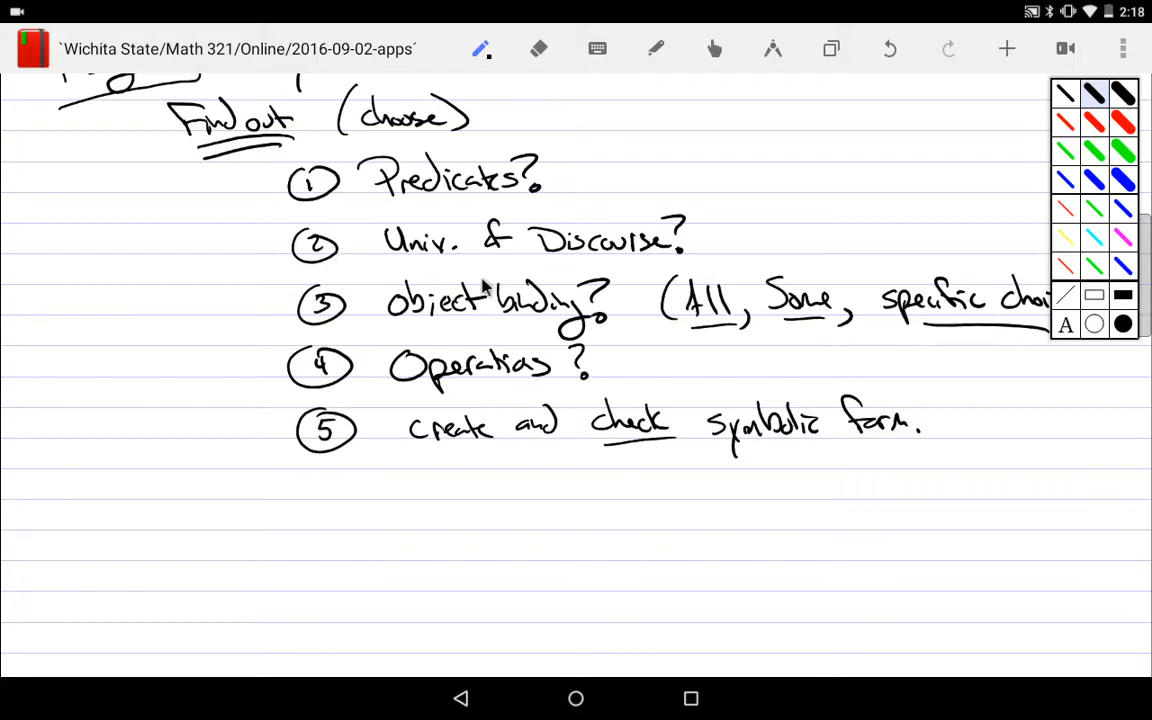 2:18
`Wichita State/Math 321/Online/2016-09-02-apps´
Find out (choose)
① Predicates?
② Univ. of Discourse?
③ object binding? (All, Some, specific choi
④ Operations?
⑤ create and check symbolic form.
A